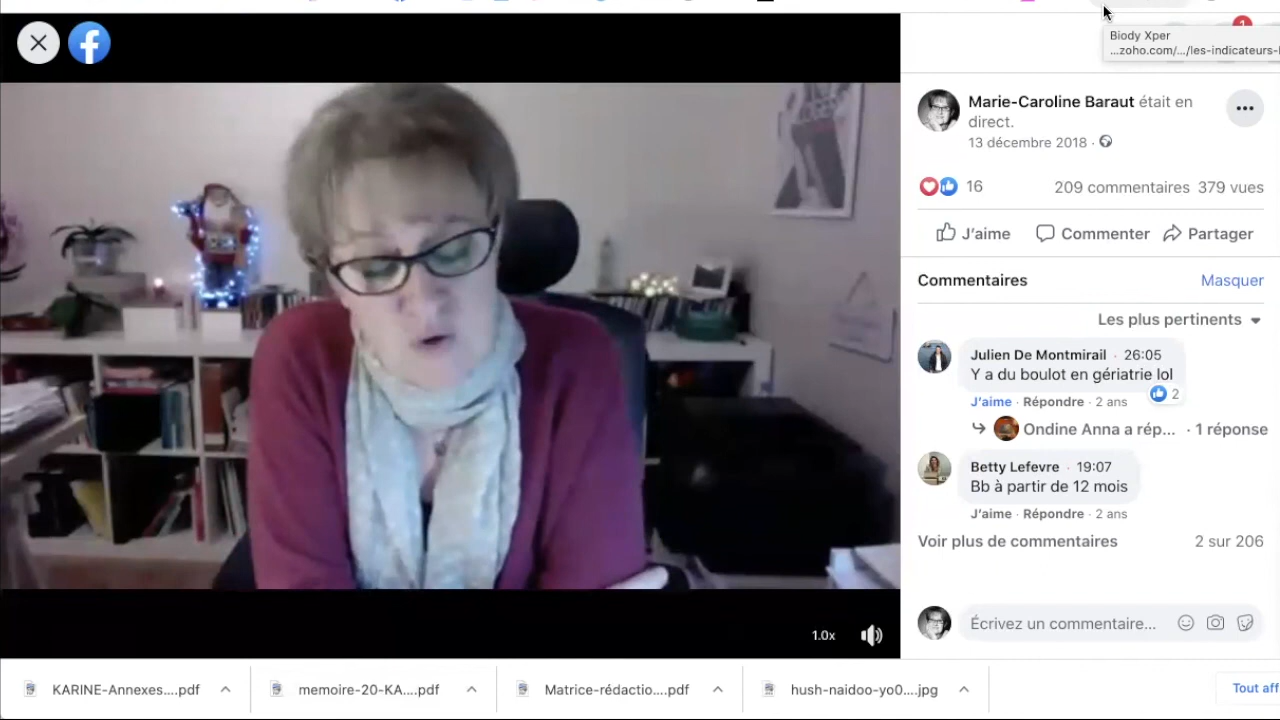 1
Biody Xper
...zoho.com/.../les-indicateurs-
Marie-Caroline Baraut était en
direct.
13 décembre 2018 ·
16
209 commentaires 379 vues
J'aime
Commenter
Partager
Commentaires
Masquer
Les plus pertinents
Julien De Montmirail · 26:05
Y a du boulot en gériatrie lol
2
J'aime · Répondre · 2 ans
Ondine Anna a rép... · 1 réponse
Betty Lefevre · 19:07
Bb à partir de 12 mois
J'aime · Répondre · 2 ans
Voir plus de commentaires
2 sur 206
1.0x
Écrivez un commentaire...
KARINE-Annexes....pdf
memoire-20-KA....pdf
Matrice-rédactio....pdf
hush-naidoo-yo0....jpg
Tout aff